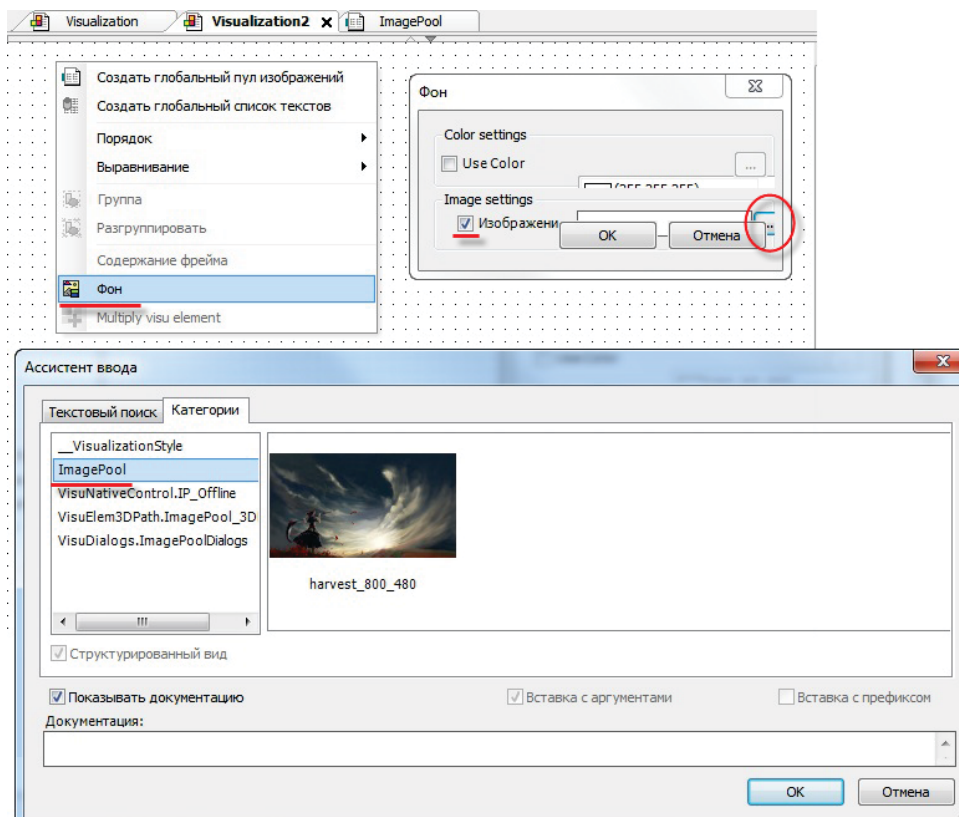 Visualization
Visualization2
ImagePool
Создать глобальный пул изображений
Создать глобальный список текстов
Порядок
Выравнивание
Группа
Разгруппировать
Содержание фрейма
Фон
Multiply visu element
Фон
Color settings
Use Color
...
Image settings
Изображени
OK
Отмена
Ассистент ввода
Текстовый поиск
Категории
__VisualizationStyle
ImagePool
VisuNativeControl.IP_Offline
VisuElem3DPath.ImagePool_3D
VisuDialogs.ImagePoolDialogs
harvest_800_480
Структурированный вид
Показывать документацию
Вставка с аргументами
Вставка с префиксом
Документация:
OK
Отмена